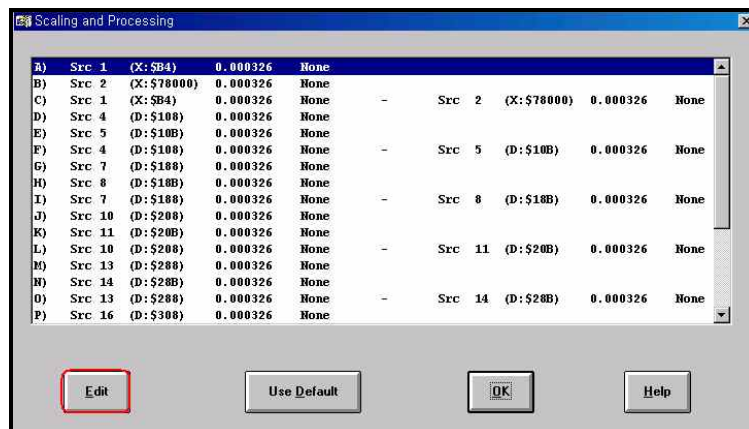 Scaling and Processing
A) Src 1 (X:$B4) 0.000326 None
B) Src 2 (X:$78000) 0.000326 None
C) Src 1 (X:$B4) 0.000326 None - Src 2 (X:$78000) 0.000326 None
D) Src 4 (D:$108) 0.000326 None
E) Src 5 (D:$10B) 0.000326 None
F) Src 4 (D:$108) 0.000326 None - Src 5 (D:$10B) 0.000326 None
G) Src 7 (D:$188) 0.000326 None
H) Src 8 (D:$18B) 0.000326 None
I) Src 7 (D:$188) 0.000326 None - Src 8 (D:$18B) 0.000326 None
J) Src 10 (D:$208) 0.000326 None
K) Src 11 (D:$20B) 0.000326 None
L) Src 10 (D:$208) 0.000326 None - Src 11 (D:$20B) 0.000326 None
M) Src 13 (D:$288) 0.000326 None
N) Src 14 (D:$28B) 0.000326 None
O) Src 13 (D:$288) 0.000326 None - Src 14 (D:$28B) 0.000326 None
P) Src 16 (D:$308) 0.000326 None
Edit Use Default OK Help